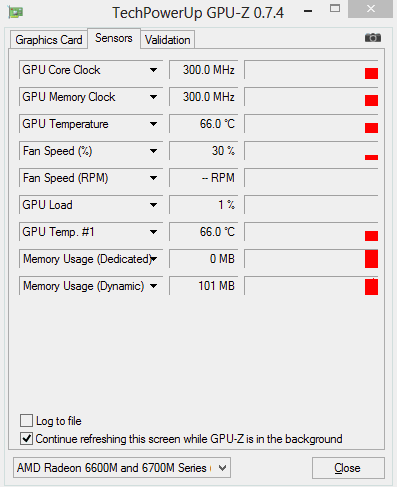 TechPowerUp GPU-Z 0.7.4
Graphics Card Sensors Validation
GPU Core Clock 300.0 MHz
GPU Memory Clock 300.0 MHz
GPU Temperature 66.0 °C
Fan Speed (%) 30 %
Fan Speed (RPM) -- RPM
GPU Load 1 %
GPU Temp. #1 66.0 °C
Memory Usage (Dedicated) 0 MB
Memory Usage (Dynamic) 101 MB
Log to file
Continue refreshing this screen while GPU-Z is in the background
AMD Radeon 6600M and 6700M Series ( Close